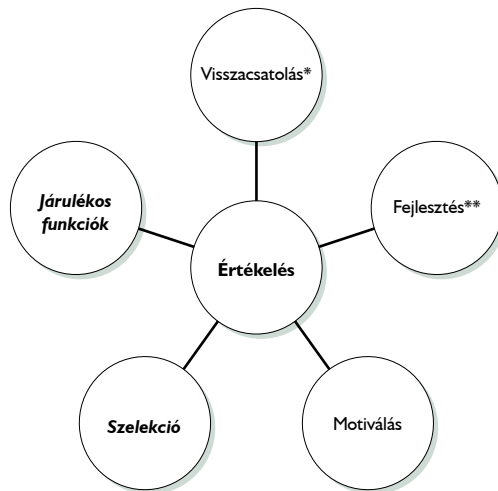 Visszacsatolás*
Járulékos
funkciók
Fejlesztés**
Értékelés
Szelekció
Motiválás